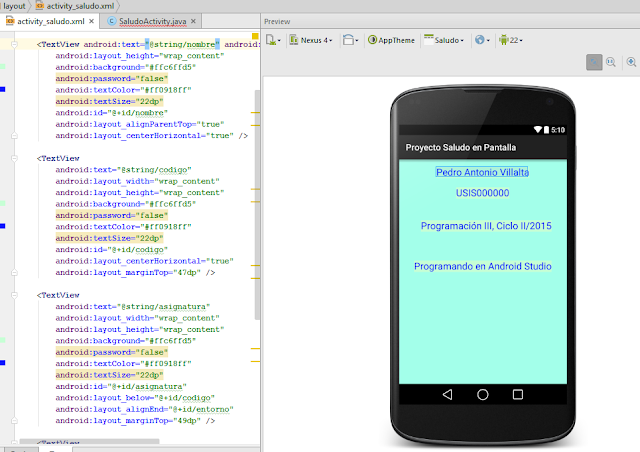 layout
activity_saludo.xml
activity_saludo.xml
SaludoActivity.java
<TextView android:text="@string/nombre" android:
android:layout_height="wrap_content"
android:background="#ffc6ffd5"
android:password="false"
android:textColor="#ff0918ff"
android:textSize="22dp"
android:id="@+id/nombre"
android:layout_alignParentTop="true"
android:layout_centerHorizontal="true" />
<TextView
android:text="@string/codigo"
android:layout_width="wrap_content"
android:layout_height="wrap_content"
android:background="#ffc6ffd5"
android:password="false"
android:textColor="#ff0918ff"
android:textSize="22dp"
android:id="@+id/codigo"
android:layout_centerHorizontal="true"
android:layout_marginTop="47dp" />
<TextView
android:text="@string/asignatura"
android:layout_width="wrap_content"
android:layout_height="wrap_content"
android:background="#ffc6ffd5"
android:password="false"
android:textColor="#ff0918ff"
android:textSize="22dp"
android:id="@+id/asignatura"
android:layout_below="@+id/codigo"
android:layout_alignEnd="@+id/entorno"
android:layout_marginTop="49dp" />
<TextView
Preview
Nexus 4
AppTheme
Saludo
22
5:10
Proyecto Saludo en Pantalla
Pedro Antonio Villalta
USIS000000
Programación III, Ciclo II/2015
Programando en Android Studio